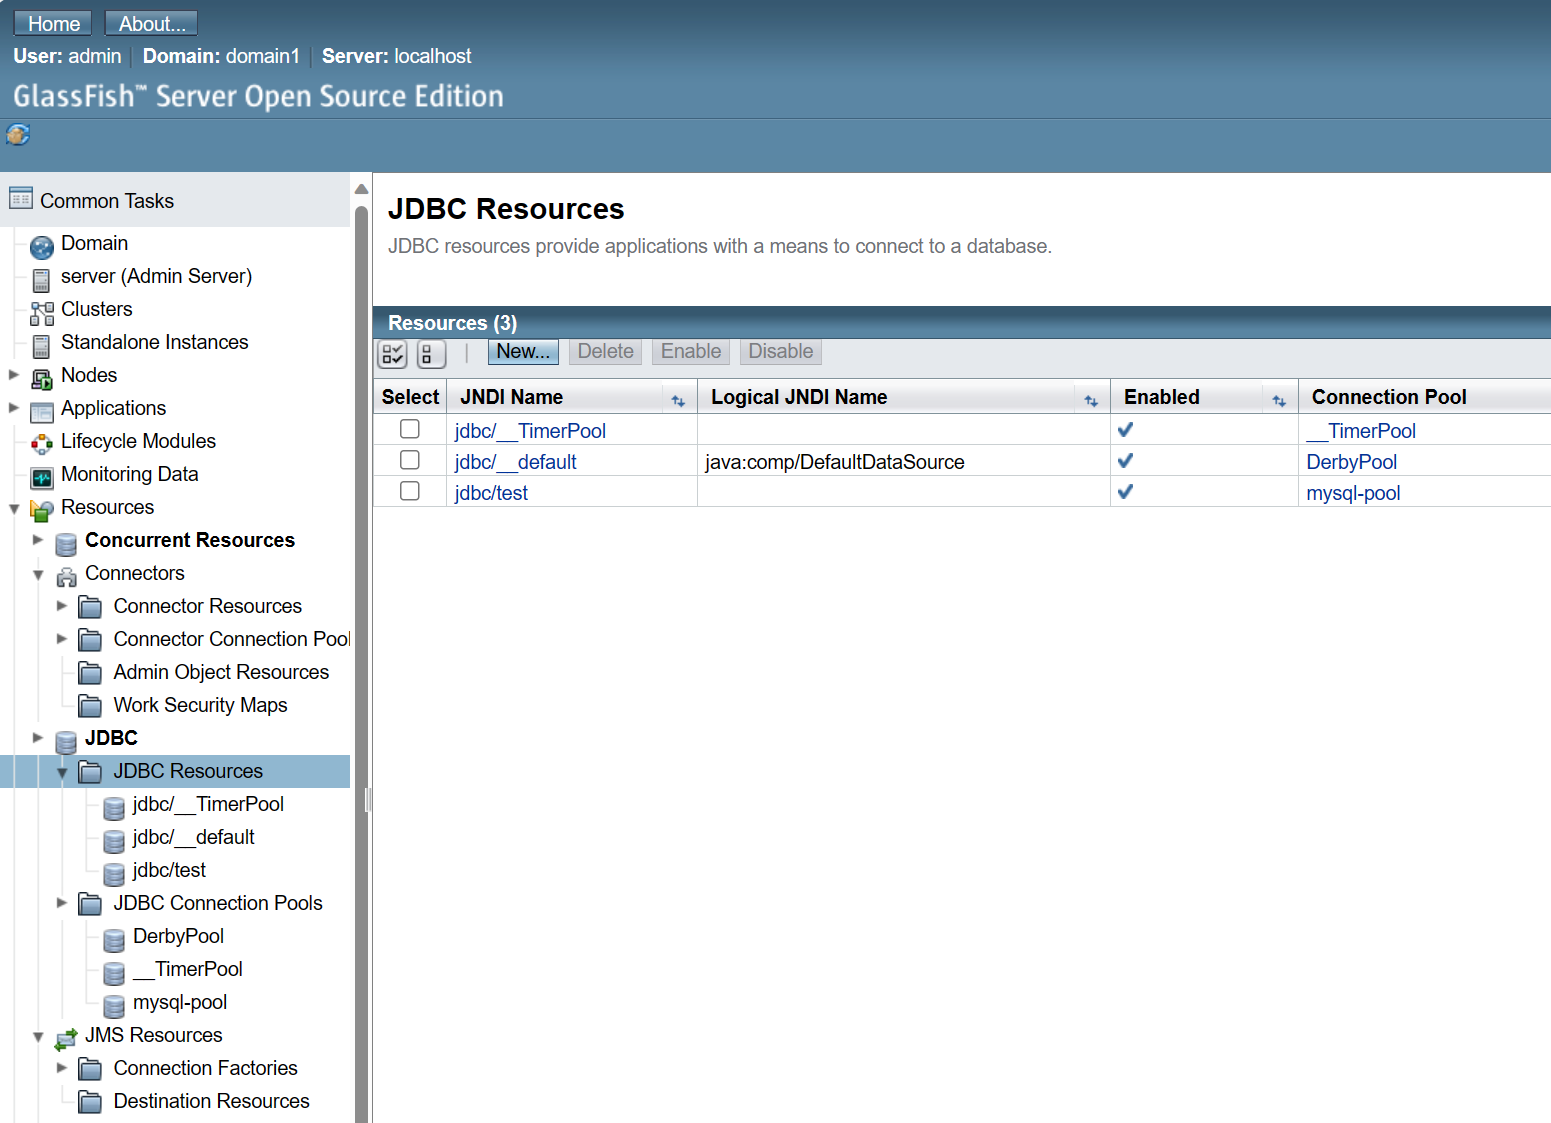 Home About...
User: admin Domain: domain1 Server: localhost
GlassFish™ Server Open Source Edition
Common Tasks
Domain
server (Admin Server)
Clusters
Standalone Instances
Nodes
Applications
Lifecycle Modules
Monitoring Data
Resources
Concurrent Resources
Connectors
Connector Resources
Connector Connection Pool
Admin Object Resources
Work Security Maps
JDBC
JDBC Resources
jdbc/__TimerPool
jdbc/__default
jdbc/test
JDBC Connection Pools
DerbyPool
__TimerPool
mysql-pool
JMS Resources
Connection Factories
Destination Resources
JDBC Resources
JDBC resources provide applications with a means to connect to a database.
Resources (3)
New... Delete Enable Disable
Select JNDI Name Logical JNDI Name Enabled Connection Pool
jdbc/__TimerPool __TimerPool
jdbc/__default java:comp/DefaultDataSource DerbyPool
jdbc/test mysql-pool